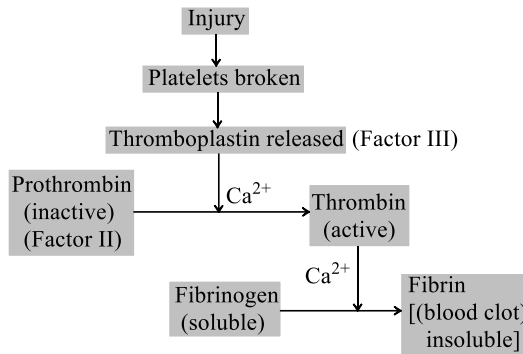 Injury
Platelets broken
Thromboplastin released (Factor III)
Prothrombin
(inactive)
(Factor II)
Ca²⁺
Thrombin
(active)
Ca²⁺
Fibrinogen
(soluble)
Fibrin
[(blood clot)
insoluble]